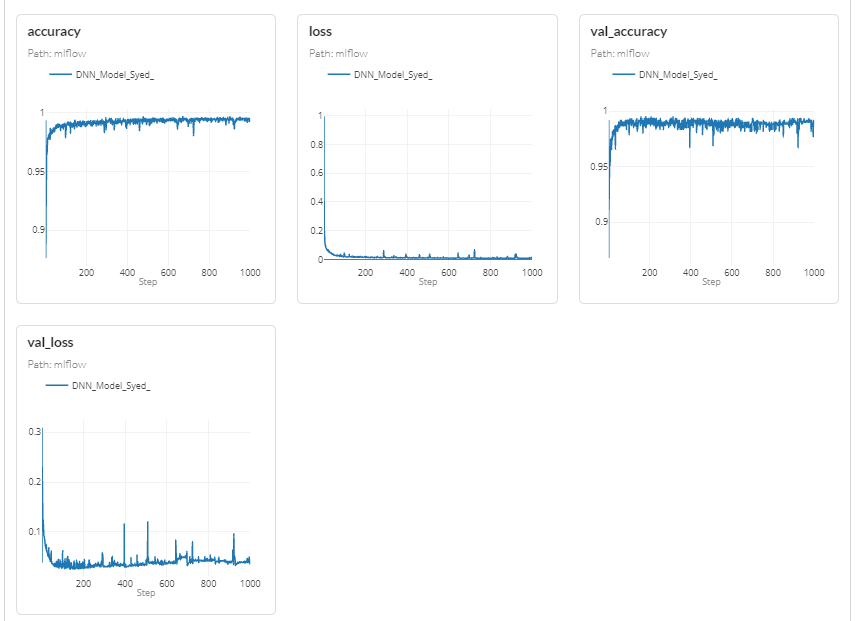 accuracy
Path: mlflow
DNN_Model_Syed_
1
0.95
0.9
200 400 600 800 1000
Step
loss
Path: mlflow
DNN_Model_Syed_
1
0.8
0.6
0.4
0.2
0
200 400 600 800 1000
Step
val_accuracy
Path: mlflow
DNN_Model_Syed_
1
0.95
0.9
200 400 600 800 1000
Step
val_loss
Path: mlflow
DNN_Model_Syed_
0.3
0.2
0.1
200 400 600 800 1000
Step